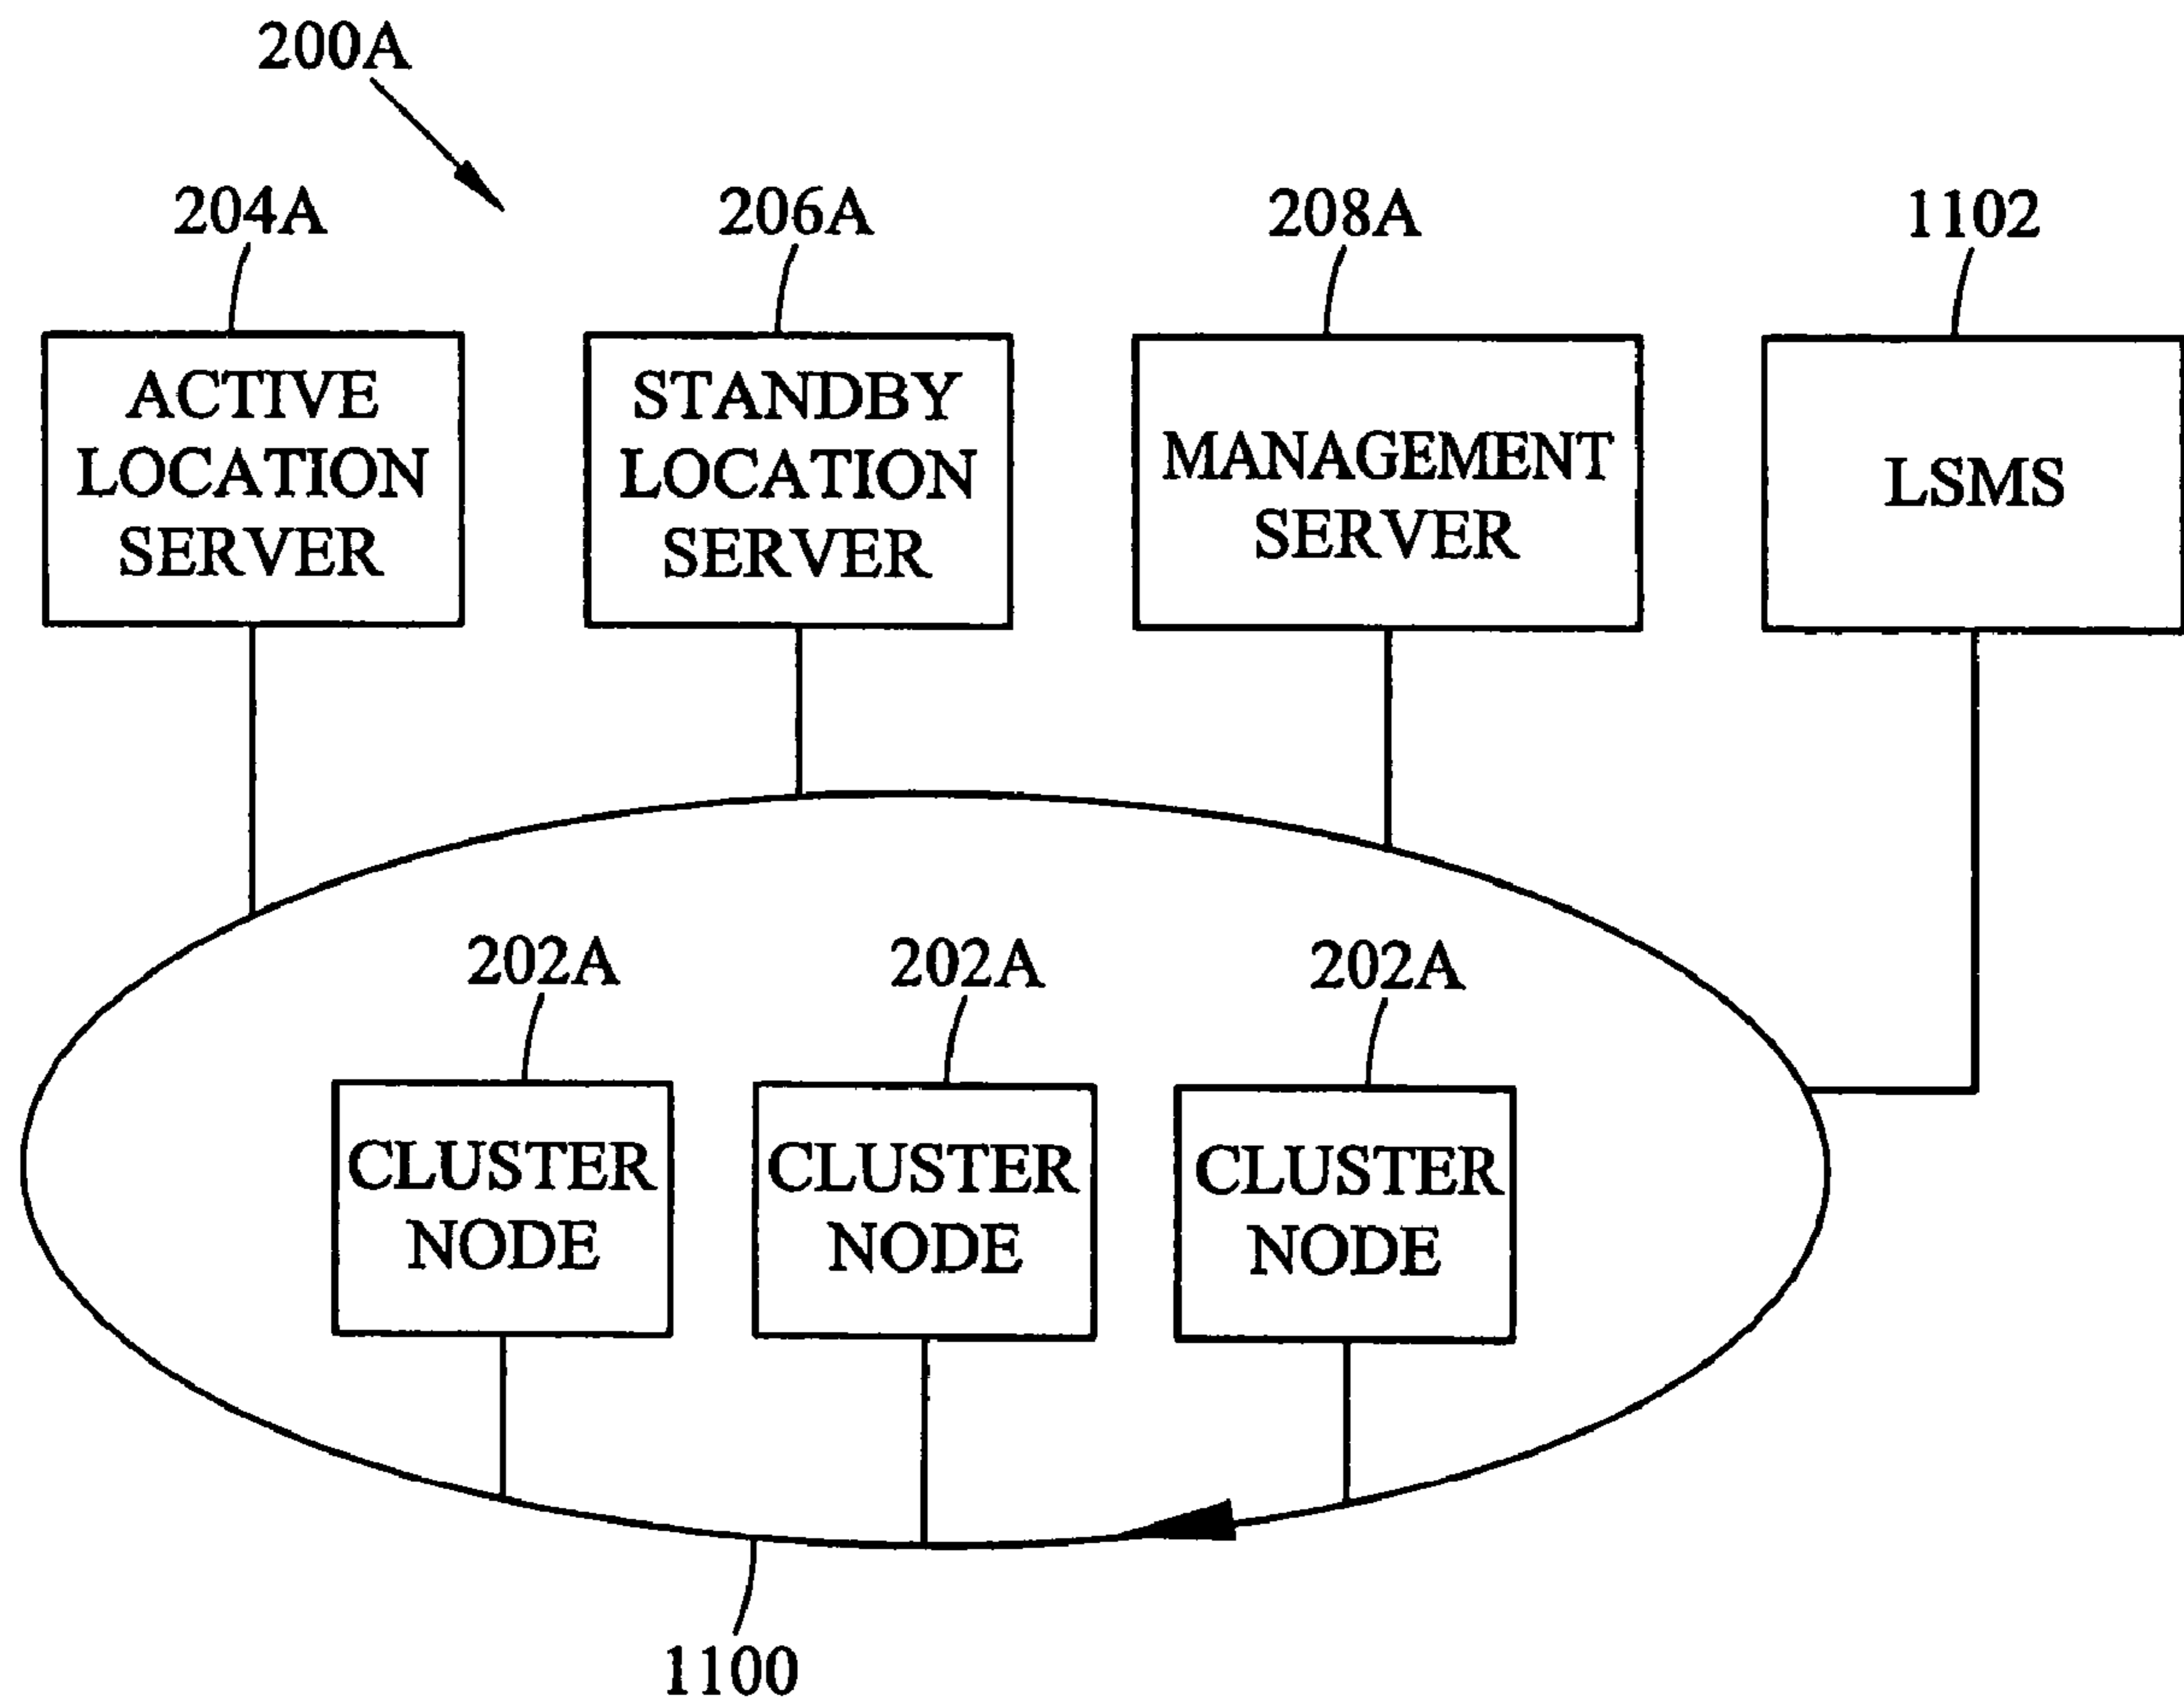 200A
204A
206A
208A
1102
ACTIVE
LOCATION
SERVER
STANDBY
LOCATION
SERVER
MANAGEMENT
SERVER
LSMS
202A
202A
202A
CLUSTER
NODE
CLUSTER
NODE
CLUSTER
NODE
1100